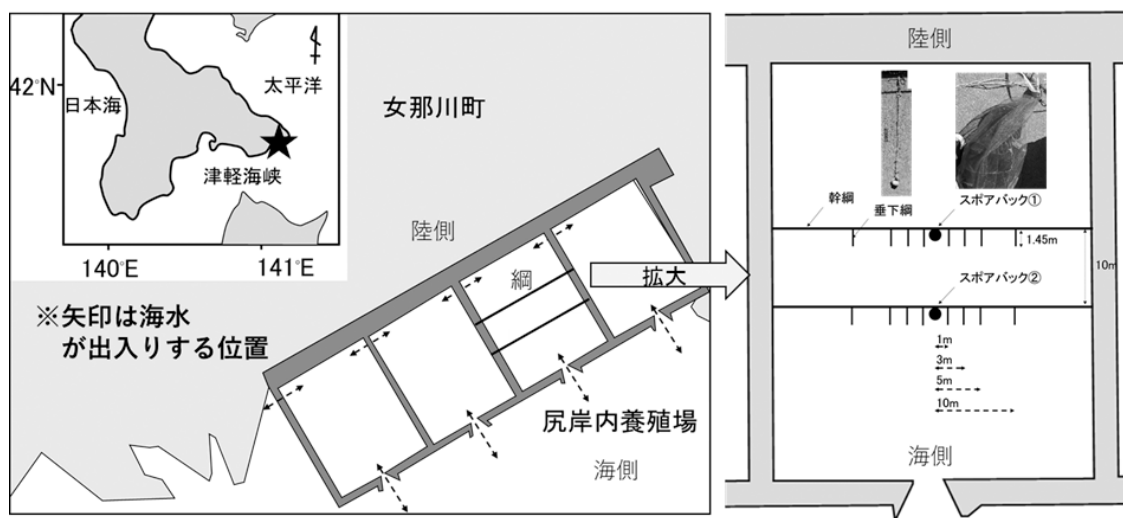 42°N
日本海
太平洋
津軽海峡
140°E
141°E
女那川町
陸側
綱
拡大
※矢印は海水
が出入りする位置
尻岸内養殖場
海側
陸側
幹綱
垂下綱
スポアバック①
1.45m
10m
スポアバック②
1m
3m
5m
10m
海側